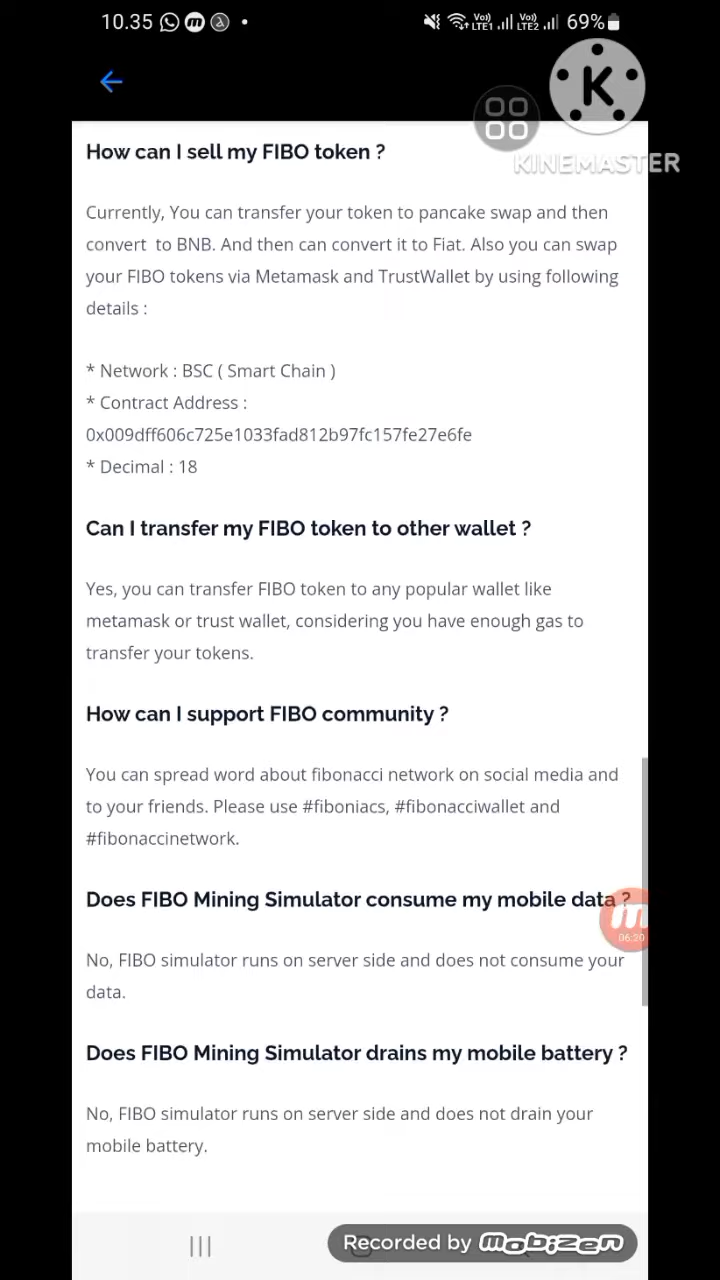 10.35 Vo) LTE1 Vo) LTE2 69%
K
KINEMASTER
How can I sell my FIBO token ?
Currently, You can transfer your token to pancake swap and then
convert to BNB. And then can convert it to Fiat. Also you can swap
your FIBO tokens via Metamask and TrustWallet by using following
details :
* Network : BSC ( Smart Chain )
* Contract Address :
0x009dff606c725e1033fad812b97fc157fe27e6fe
* Decimal : 18
Can I transfer my FIBO token to other wallet ?
Yes, you can transfer FIBO token to any popular wallet like
metamask or trust wallet, considering you have enough gas to
transfer your tokens.
How can I support FIBO community ?
You can spread word about fibonacci network on social media and
to your friends. Please use #fiboniacs, #fibonacciwallet and
#fibonaccinetwork.
Does FIBO Mining Simulator consume my mobile data ?
06:20
No, FIBO simulator runs on server side and does not consume your
data.
Does FIBO Mining Simulator drains my mobile battery ?
No, FIBO simulator runs on server side and does not drain your
mobile battery.
Recorded by mobizen